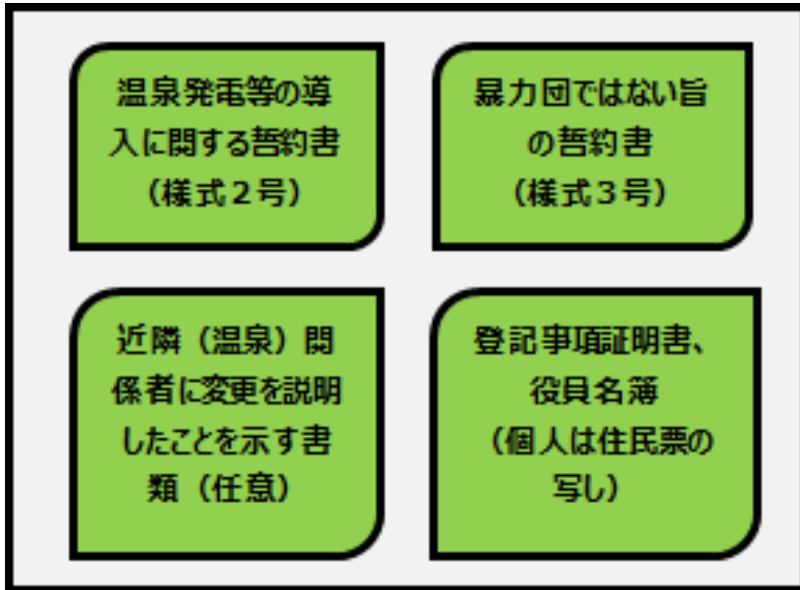 温泉発電等の導
入に関する誓約書
（様式２号）
暴力団ではない旨
の誓約書
（様式３号）
近隣（温泉）関
係者に変更を説明
したことを示す書
類（任意）
登記事項証明書、
役員名簿
（個人は住民票の
写し）